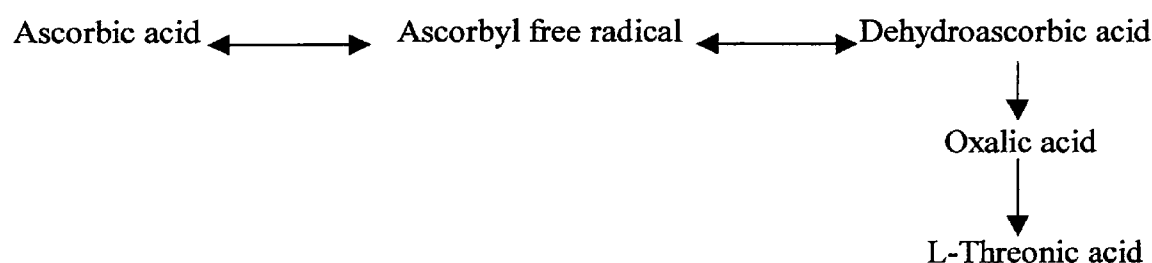 Ascorbic acid Ascorbyl free radical Dehydroascorbic acid
Oxalic acid
L-Threonic acid